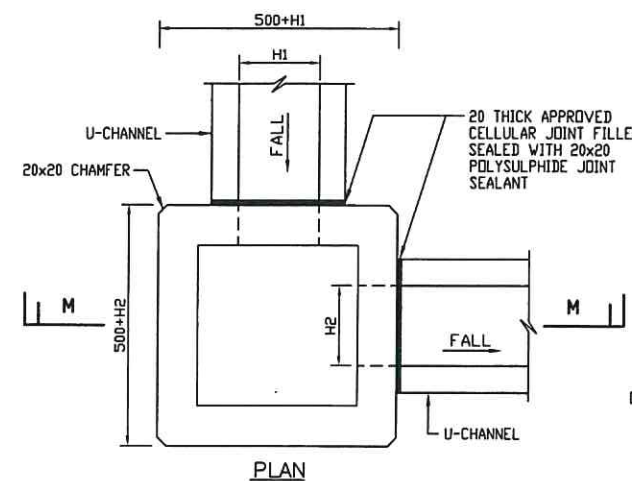 500+H1
H1
U-CHANNEL
FALL
20 THICK APPROVED
CELLULAR JOINT FILLE
SEALED WITH 20x20
POLYSULPHIDE JOINT
SEALANT
20x20 CHAMFER
M
500+H2
H2
M
FALL
U-CHANNEL
PLAN